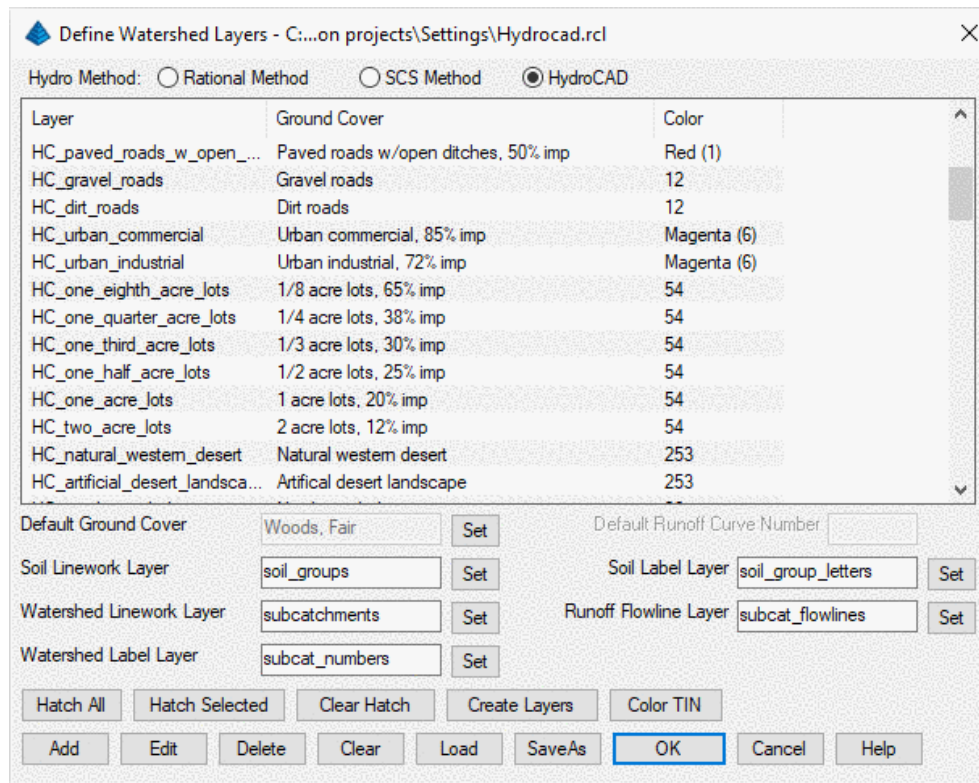 Define Watershed Layers - C:...on projects\Settings\Hydrocad.rcl
Hydro Method: Rational Method SCS Method HydroCAD
Layer Ground Cover Color
HC_paved_roads_w_open_... Paved roads w/open ditches, 50% imp Red (1)
HC_gravel_roads Gravel roads 12
HC_dirt_roads Dirt roads 12
HC_urban_commercial Urban commercial, 85% imp Magenta (6)
HC_urban_industrial Urban industrial, 72% imp Magenta (6)
HC_one_eighth_acre_lots 1/8 acre lots, 65% imp 54
HC_one_quarter_acre_lots 1/4 acre lots, 38% imp 54
HC_one_third_acre_lots 1/3 acre lots, 30% imp 54
HC_one_half_acre_lots 1/2 acre lots, 25% imp 54
HC_one_acre_lots 1 acre lots, 20% imp 54
HC_two_acre_lots 2 acre lots, 12% imp 54
HC_natural_western_desert Natural western desert 253
HC_artificial_desert_landsca... Artifical desert landscape 253
Default Ground Cover Woods, Fair Set Default Runoff Curve Number
Soil Linework Layer soil_groups Set Soil Label Layer soil_group_letters Set
Watershed Linework Layer subcatchments Set Runoff Flowline Layer subcat_flowlines Set
Watershed Label Layer subcat_numbers Set
Hatch All Hatch Selected Clear Hatch Create Layers Color TIN
Add Edit Delete Clear Load SaveAs OK Cancel Help